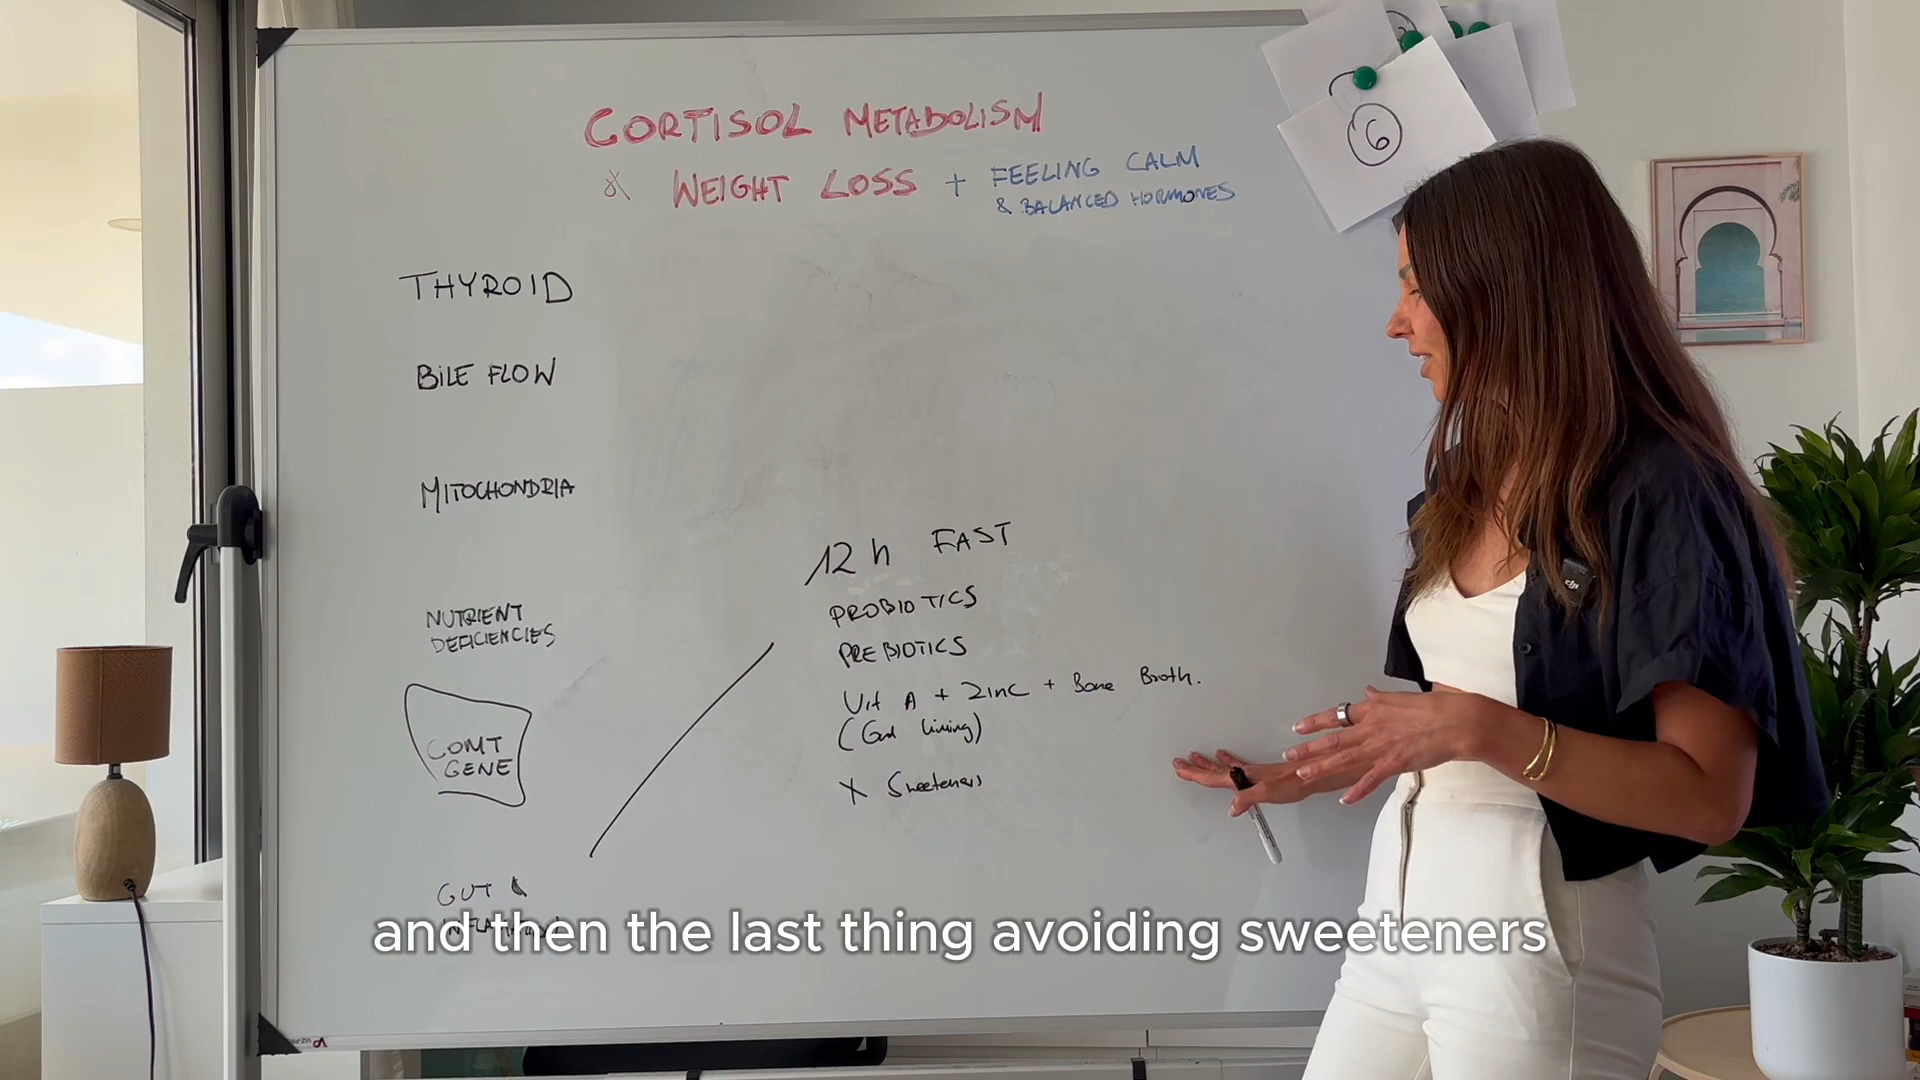 CORTISOL METABOLISM
& WEIGHT LOSS + FEELING CALM
& BALANCED HORMONES
6
THYROID
BILE FLOW
MITOCHONDRIA
NUTRIENT
DEFICIENCIES
COMT
GENE
GUT &
12 h FAST
PROBIOTICS
PREBIOTICS
Vit A + Zinc + Bone Broth.
(Gut lining)
X Sweeteners
dji
and then the last thing avoiding sweeteners